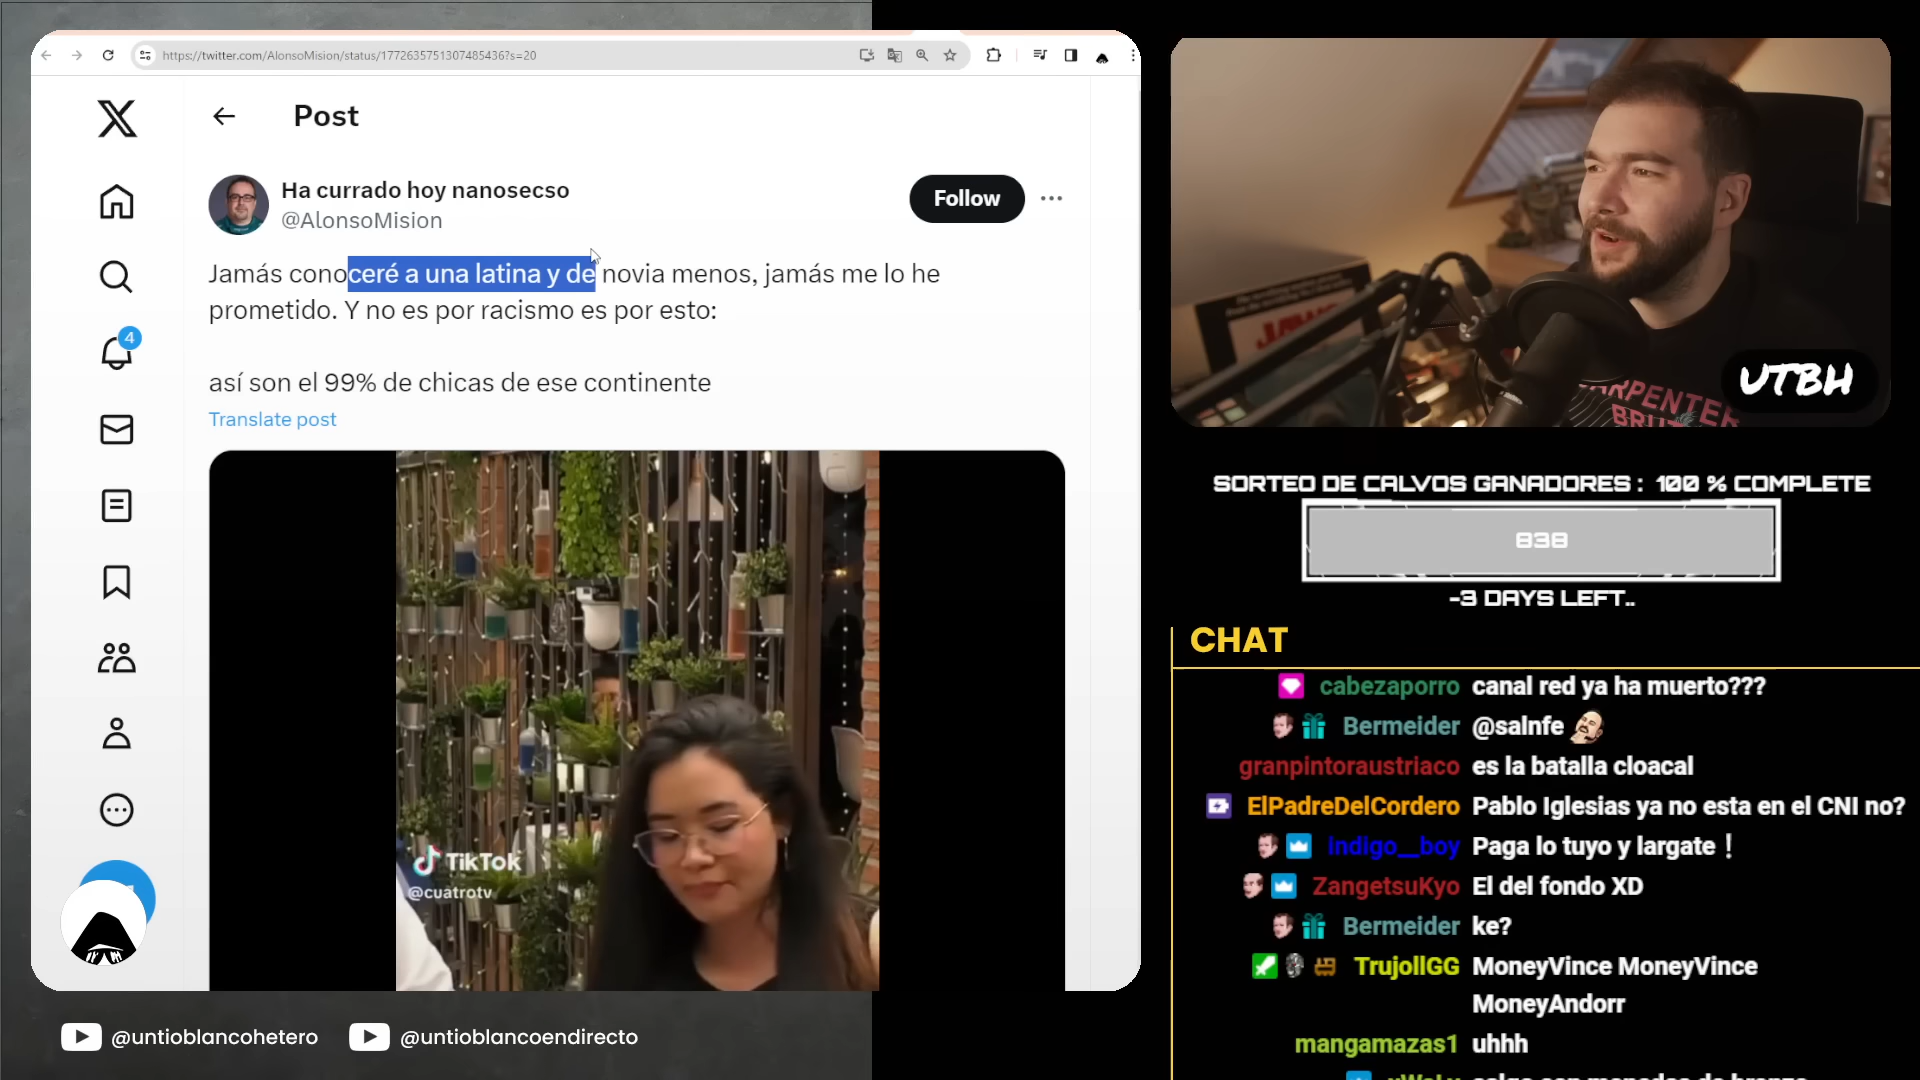 https://twitter.com/AlonsoMision/status/1772635751307485436?s=20
Post
Ha currado hoy nanosecso
@AlonsoMision
Follow
Jamás conoceré a una latina y de novia menos, jamás me lo he
prometido. Y no es por racismo es por esto:
así son el 99% de chicas de ese continente
Translate post
4
TikTok
@cuatrotv
@untioblancohetero
@untioblancoendirecto
JAWS
CARPENTER
BRUT
UTBH
SORTEO DE CALVOS GANADORES : 100 % COMPLETE
838
-3 DAYS LEFT..
CHAT
cabezaporro canal red ya ha muerto???
Bermeider @salnfe
granpintoraustriaco es la batalla cloacal
ElPadreDelCordero Pablo Iglesias ya no esta en el CNI no?
indigo__boy Paga lo tuyo y largate !
ZangetsuKyo El del fondo XD
Bermeider ke?
TrujollGG MoneyVince MoneyVince
MoneyAndorr
mangamazas1 uhhh